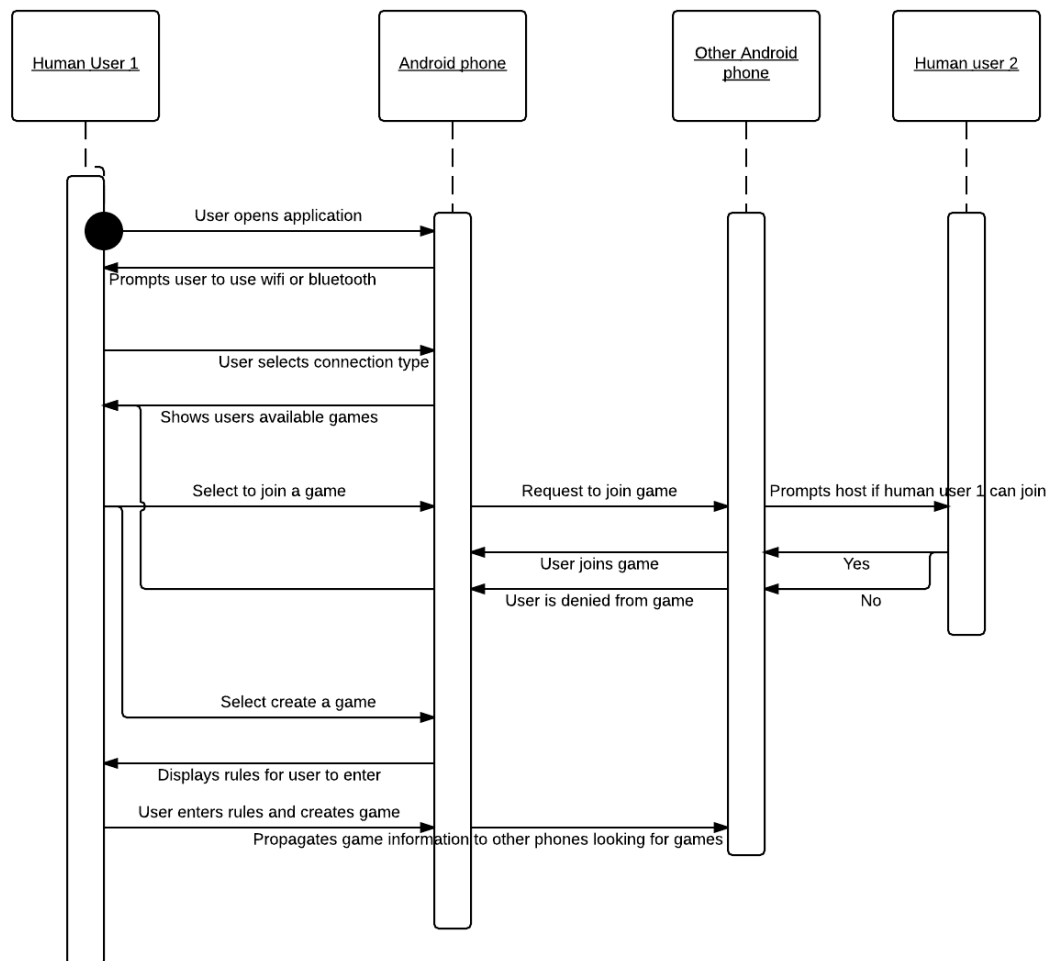 Human User 1
Android phone
Other Android
phone
Human user 2
User opens application
Prompts user to use wifi or bluetooth
User selects connection type
Shows users available games
Select to join a game
Request to join game
Prompts host if human user 1 can join
User joins game
Yes
User is denied from game
No
Select create a game
Displays rules for user to enter
User enters rules and creates game
Propagates game information to other phones looking for games